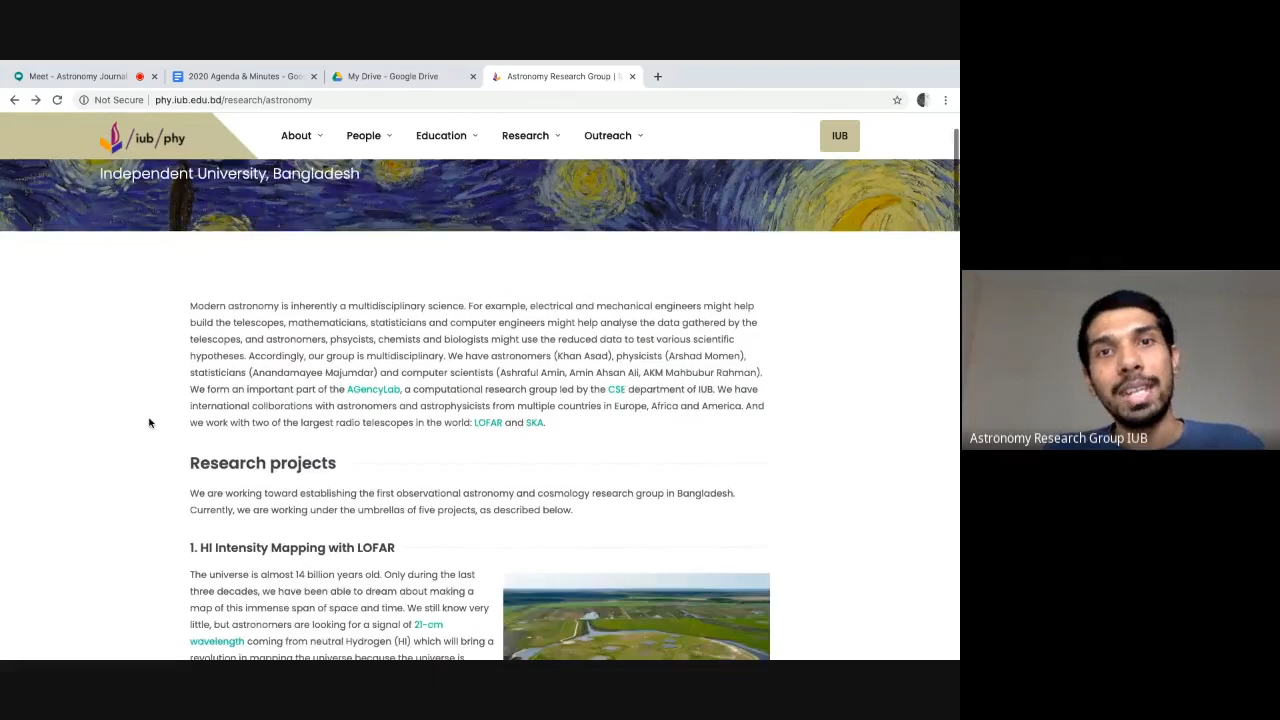 Meet - Astronomy Journal
2020 Agenda & Minutes - Goo
My Drive - Google Drive
Astronomy Research Group | I
Not Secure | phy.iub.edu.bd/research/astronomy
/iub/phy
About
People
Education
Research
Outreach
IUB
Independent University, Bangladesh
Modern astronomy is inherently a multidisciplinary science. For example, electrical and mechanical engineers might help
build the telescopes, mathematicians, statisticians and computer engineers might help analyse the data gathered by the
telescopes, and astronomers, phsycists, chemists and biologists might use the reduced data to test various scientific
hypotheses. Accordingly, our group is multidisciplinary. We have astronomers (Khan Asad), physicists (Arshad Momen),
statisticians (Anandamayee Majumdar) and computer scientists (Ashraful Amin, Amin Ahsan Ali, AKM Mahbubur Rahman).
We form an important part of the AGencyLab, a computational research group led by the CSE department of IUB. We have
international collborations with astronomers and astrophysicists from multiple countries in Europe, Africa and America. And
we work with two of the largest radio telescopes in the world: LOFAR and SKA.
Research projects
We are working toward establishing the first observational astronomy and cosmology research group in Bangladesh.
Currently, we are working under the umbrellas of five projects, as described below.
1. HI Intensity Mapping with LOFAR
The universe is almost 14 billion years old. Only during the last
three decades, we have been able to dream about making a
map of this immense span of space and time. We still know very
little, but astronomers are looking for a signal of 21-cm
wavelength coming from neutral Hydrogen (HI) which will bring a
revolution in mapping the universe because the universe is
Astronomy Research Group IUB